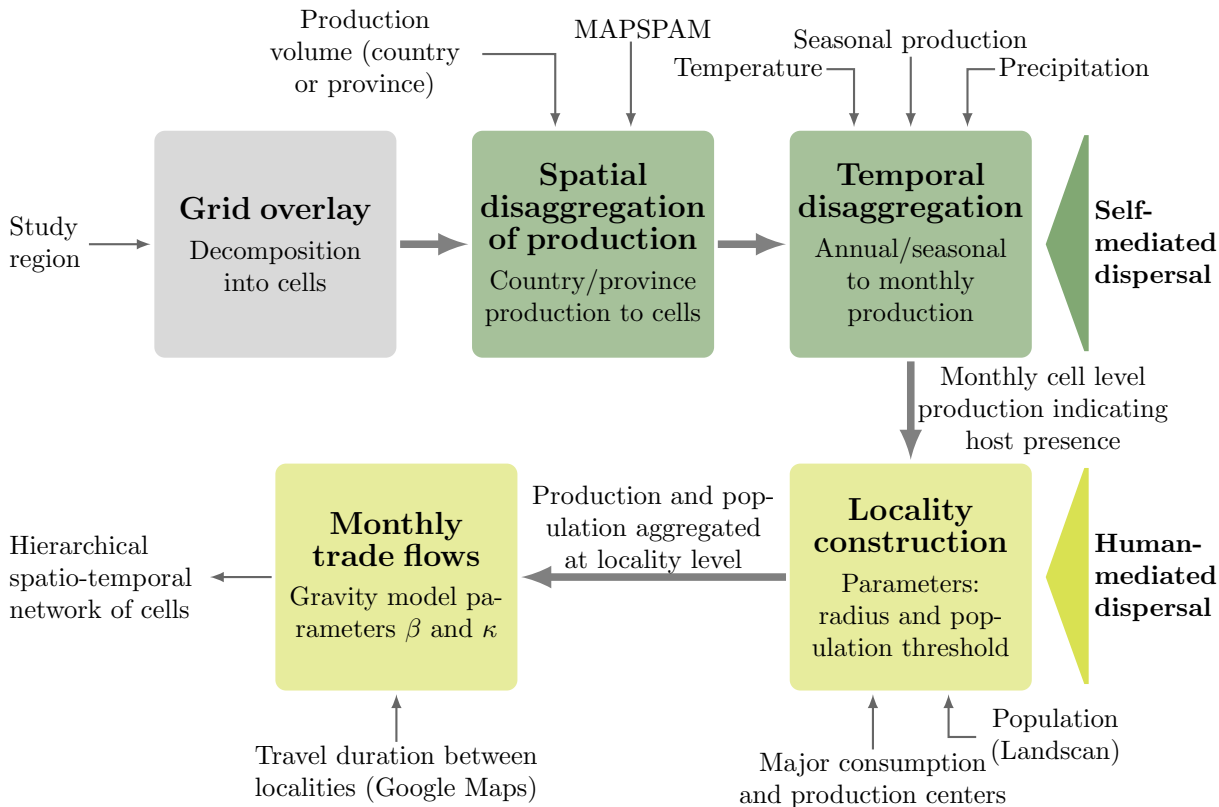 Production
volume (country
or province)
MAPSPAM
Seasonal production
Temperature
Precipitation
Study
region
Grid overlay
Decomposition
into cells
Spatial
disaggregation
of production
Country/province
production to cells
Temporal
disaggregation
Annual/seasonal
to monthly
production
Self-
mediated
dispersal
Monthly cell level
production indicating
host presence
Hierarchical
spatio-temporal
network of cells
Monthly
trade flows
Gravity model pa-
rameters β and κ
Production and pop-
ulation aggregated
at locality level
Locality
construction
Parameters:
radius and pop-
ulation threshold
Human-
mediated
dispersal
Travel duration between
localities (Google Maps)
Major consumption
and production centers
Population
(Landscan)